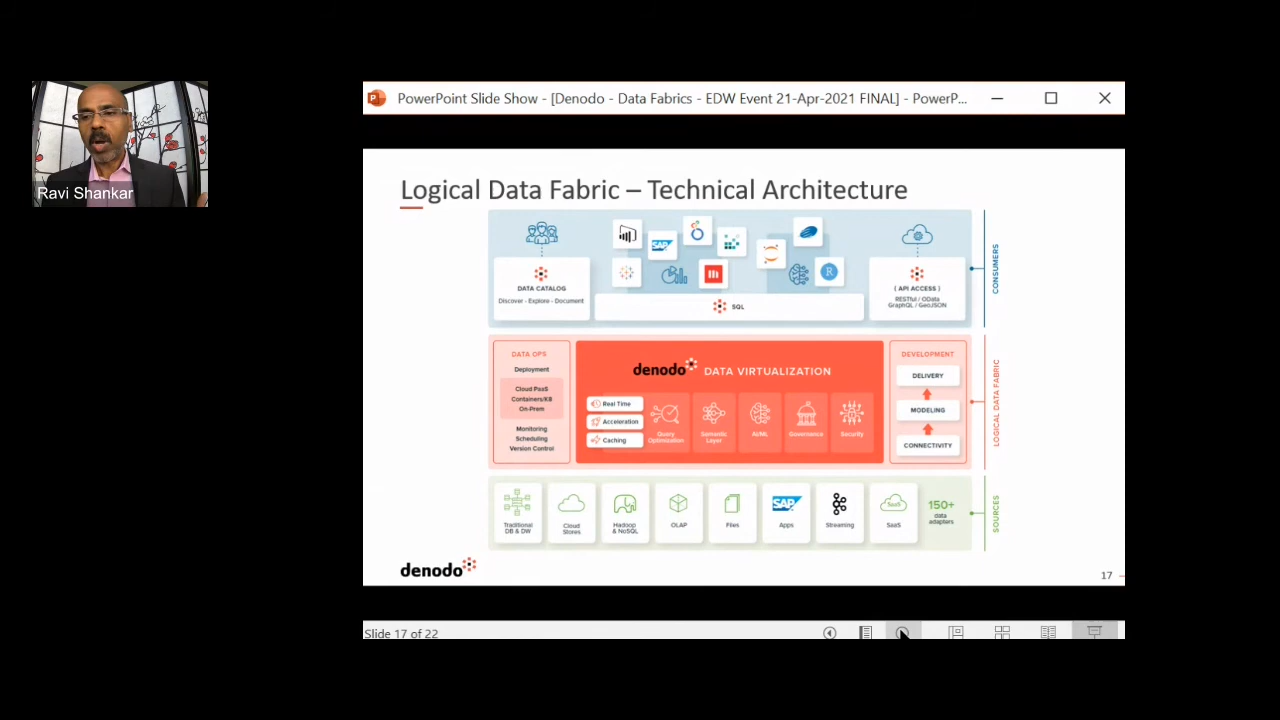 PowerPoint Slide Show - [Denodo - Data Fabrics - EDW Event 21-Apr-2021 FINAL] - PowerP...
Ravi Shankar
Logical Data Fabric – Technical Architecture
DATA CATALOG
Discover - Explore - Document
SAP
SQL
R
{ API ACCESS }
RESTful / OData
GraphQL / GeoJSON
CONSUMERS
DATA OPS
Deployment
Cloud PaaS
Containers/K8
On-Prem
Monitoring
Scheduling
Version Control
denodo DATA VIRTUALIZATION
Real Time
Acceleration
Caching
Query
Optimization
Semantic
Layer
AI/ML
Governance
Security
DEVELOPMENT
DELIVERY
MODELING
CONNECTIVITY
LOGICAL DATA FABRIC
Traditional
DB & DW
Cloud
Stores
Hadoop
& NoSQL
OLAP
Files
SAP
Apps
Streaming
SaaS
SaaS
150+
data
adapters
SOURCES
denodo
17
Slide 17 of 22